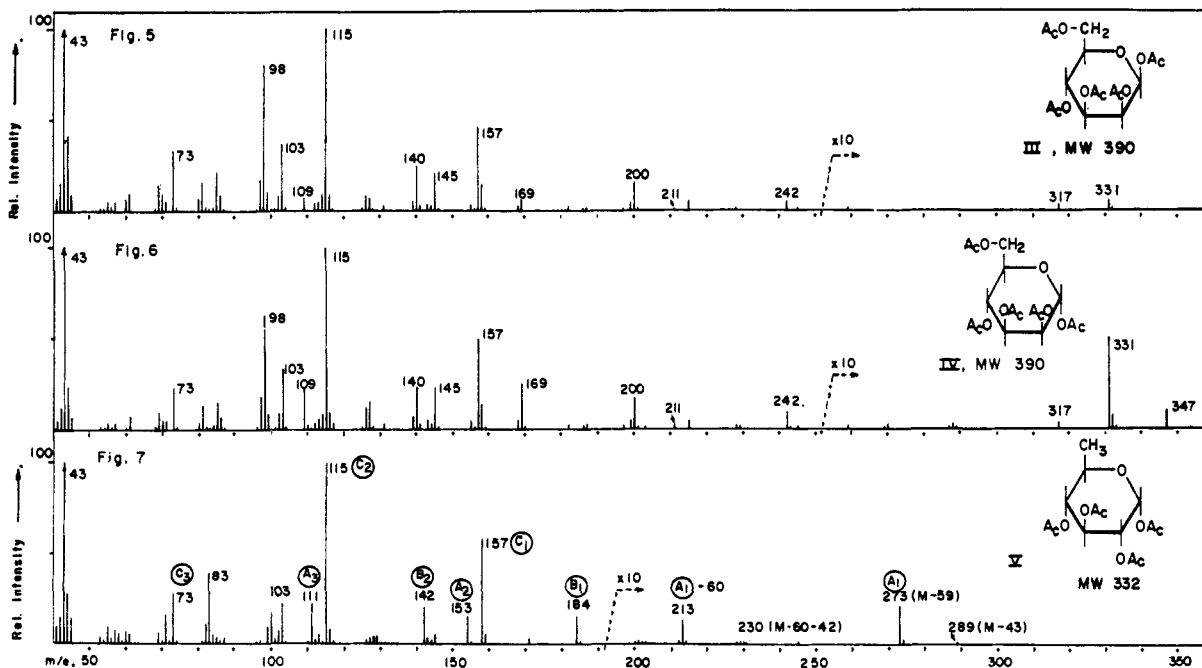 100
43
Fig. 5
73
98
103
109
115
140
145
157
169
200
211
242
x10
317
331
AcO-CH2
O
OAc
OAc AcO
AcO
III , MW 390
Rel. Intensity
100
43
Fig. 6
73
98
103
109
115
140
145
157
169
200
211
242
x10
317
331
347
AcO-CH2
O
OAc AcO
AcO OAc
IV, MW 390
100
43
Fig. 7
C3
73
83
103
A3
111
115 C2
B2
142
A2
153
157 C1
B1
184
x10
A1 -60
213
230 (M-60-42)
A1
273 (M-59)
289 (M-43)
CH3
O
OAc
AcO OAc
OAc
V
MW 332
Rel. Intensity
m/e, 50 100 150 200 250 300 350